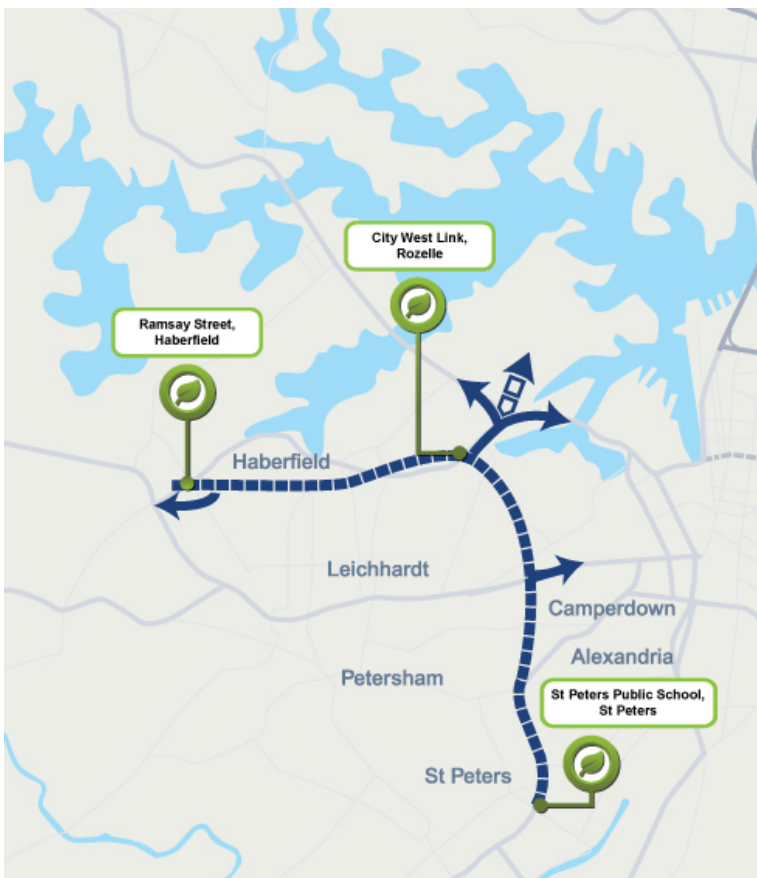 City West Link,
Rozelle
Ramsay Street,
Haberfield
Haberfield
Leichhardt
Camperdown
Alexandria
Petersham
St Peters Public School,
St Peters
St Peters